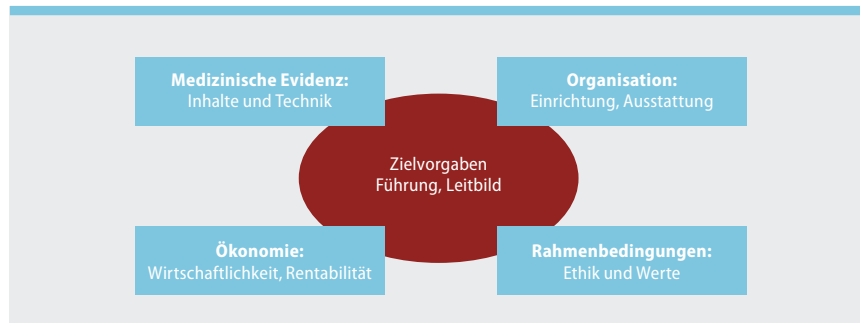 Medizinische Evidenz:
Inhalte und Technik
Organisation:
Einrichtung, Ausstattung
Zielvorgaben
Führung, Leitbild
Ökonomie:
Wirtschaftlichkeit, Rentabilität
Rahmenbedingungen:
Ethik und Werte